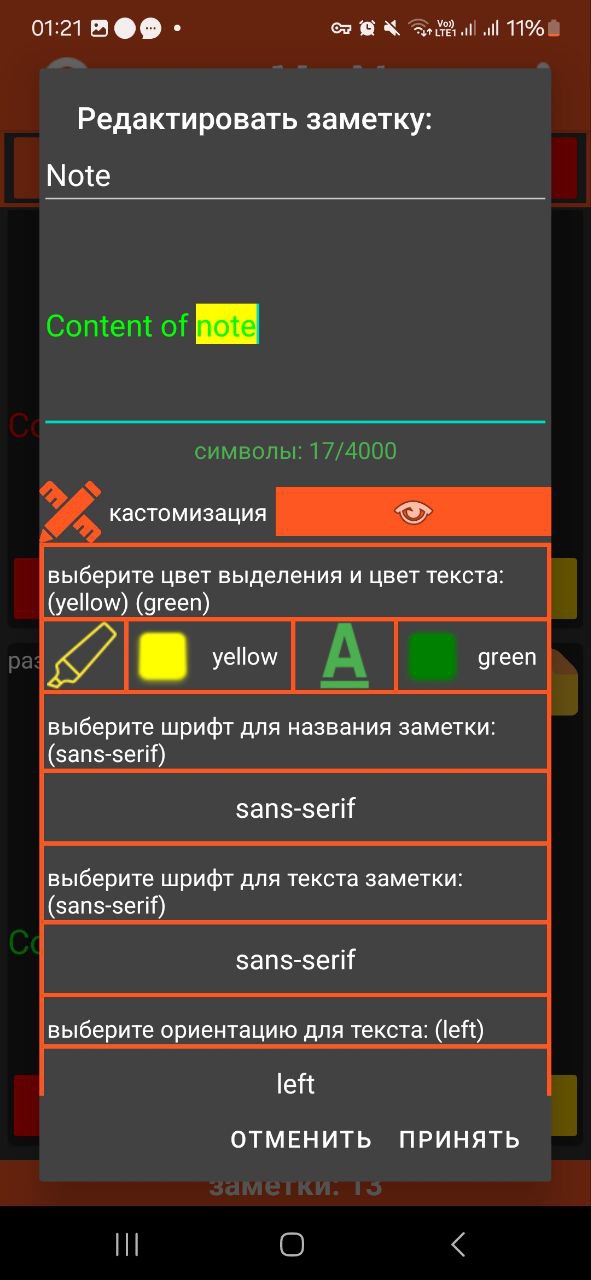 01:21 Vo)) LTE1 11%
Редактировать заметку:
Note
Content of note
символы: 17/4000
кастомизация
выберите цвет выделения и цвет текста:
(yellow) (green)
yellow A green
выберите шрифт для названия заметки:
(sans-serif)
sans-serif
выберите шрифт для текста заметки:
(sans-serif)
sans-serif
выберите ориентацию для текста: (left)
left
ОТМЕНИТЬ ПРИНЯТЬ
заметки: 13